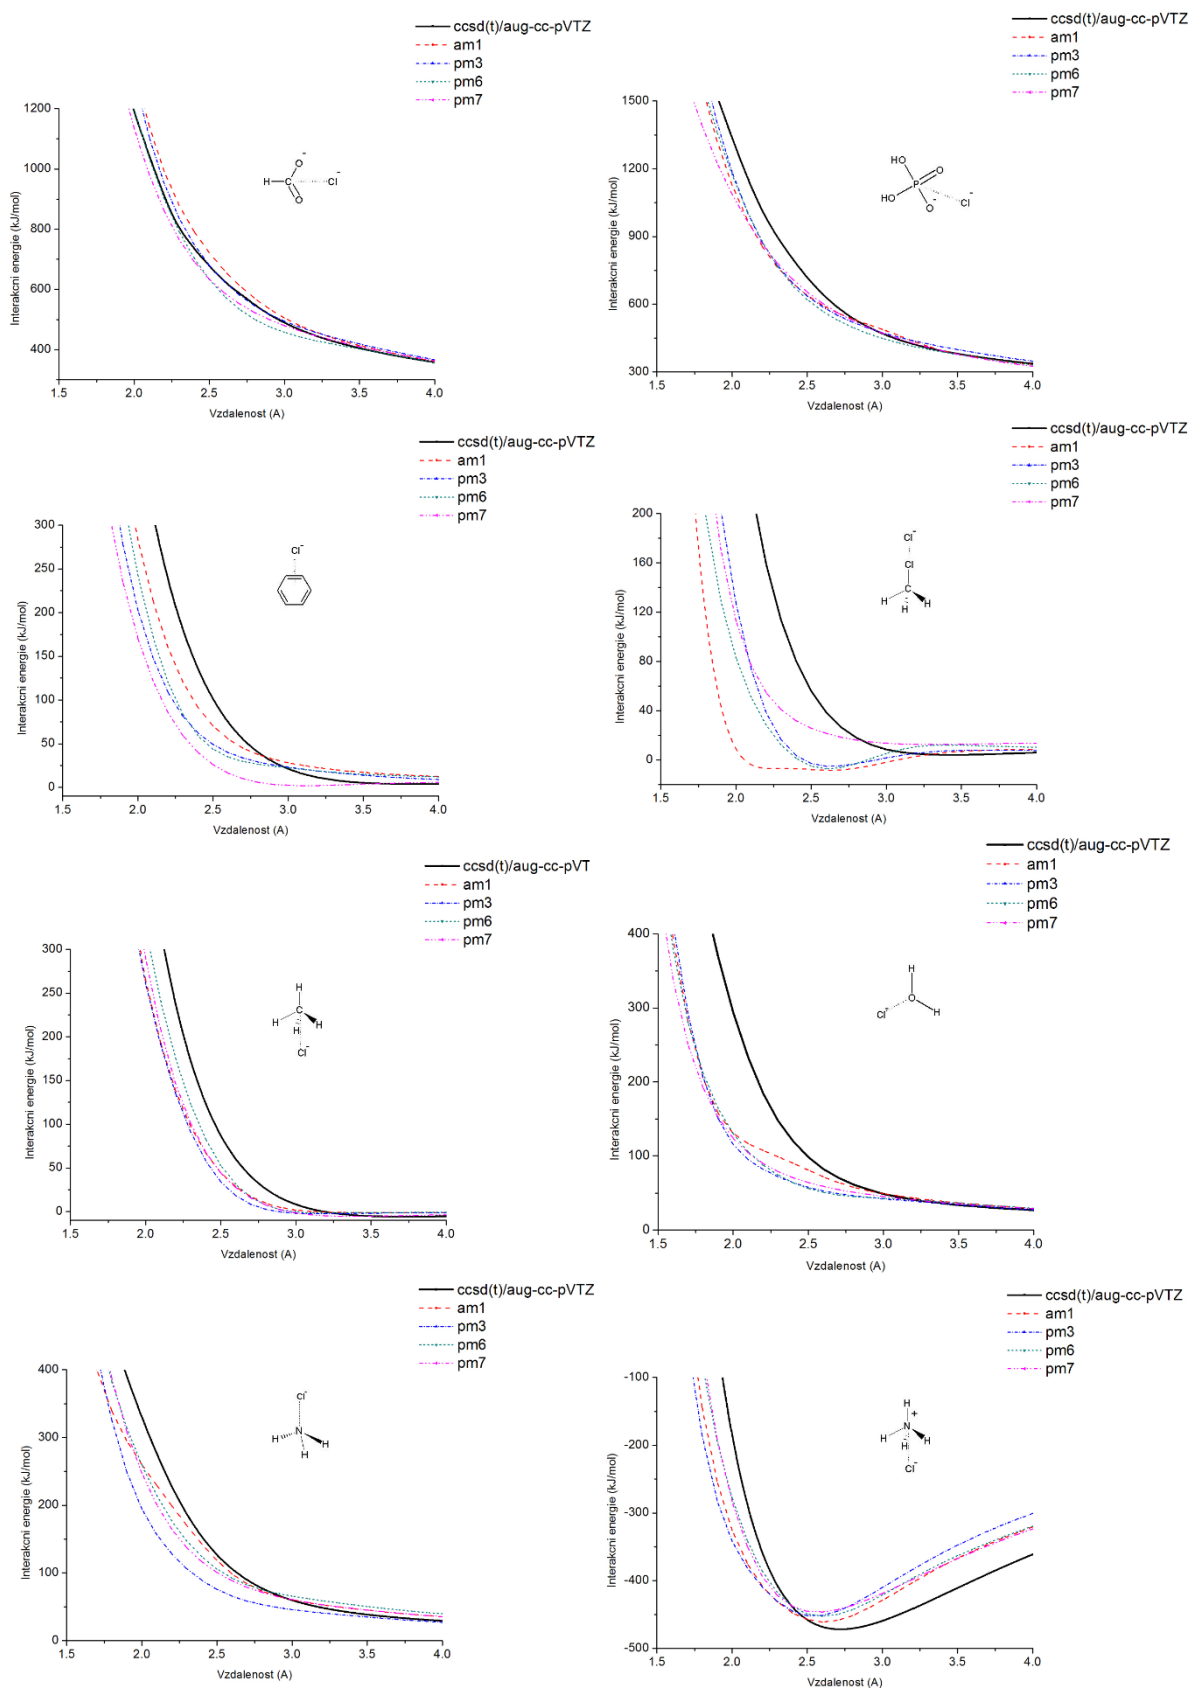 ccsd(t)/aug-cc-pVTZ
am1
pm3
pm6
pm7
1200
1000
800
600
400
1.5 2.0 2.5 3.0 3.5 4.0
Interakcni energie (kJ/mol)
Vzdalenost (A)
O-
H C Cl-
O
ccsd(t)/aug-cc-pVTZ
am1
pm3
pm6
pm7
1500
1200
900
600
300
1.5 2.0 2.5 3.0 3.5 4.0
Interakcni energie (kJ/mol)
Vzdalenost (A)
HO O
P
HO
O- Cl-
ccsd(t)/aug-cc-pVTZ
am1
pm3
pm6
pm7
300
250
200
150
100
50
0
1.5 2.0 2.5 3.0 3.5 4.0
Interakcni energie (kJ/mol)
Vzdalenost (A)
Cl-
ccsd(t)/aug-cc-pVTZ
am1
pm3
pm6
pm7
200
160
120
80
40
0
1.5 2.0 2.5 3.0 3.5 4.0
Interakcni energie (kJ/mol)
Vzdalenost (A)
Cl-
Cl
C
H H H
ccsd(t)/aug-cc-pVT
am1
pm3
pm6
pm7
300
250
200
150
100
50
0
1.5 2.0 2.5 3.0 3.5 4.0
Interakcni energie (kJ/mol)
Vzdalenost (A)
H
C
H H H
Cl-
ccsd(t)/aug-cc-pVTZ
am1
pm3
pm6
pm7
400
300
200
100
0
1.5 2.0 2.5 3.0 3.5 4.0
Interakcni energie (kJ/mol)
Vzdalenost (A)
H
O
Cl- H
ccsd(t)/aug-cc-pVTZ
am1
pm3
pm6
pm7
400
300
200
100
0
1.5 2.0 2.5 3.0 3.5 4.0
Interakcni energie (kJ/mol)
Vzdalenost (A)
Cl-
N
H H H
ccsd(t)/aug-cc-pVTZ
am1
pm3
pm6
pm7
-100
-200
-300
-400
-500
1.5 2.0 2.5 3.0 3.5 4.0
Interakcni energie (kJ/mol)
Vzdalenost (A)
H
N+
H H H
Cl-